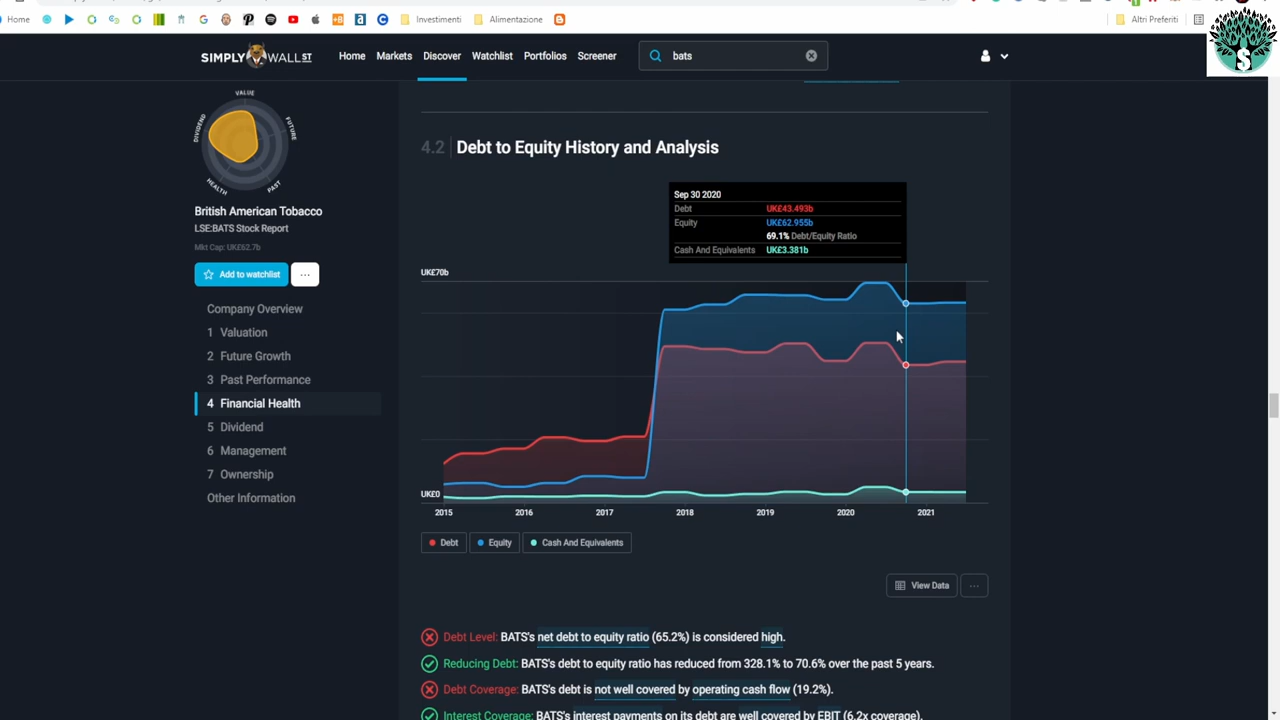 Home
Investimenti
Alimentazione
Altri Preferiti
SIMPLY WALL ST
Home
Markets
Discover
Watchlist
Portfolios
Screener
bats
VALUE
FUTURE
PAST
HEALTH
DIVIDEND
British American Tobacco
LSE:BATS Stock Report
Mkt Cap: UK£62.7b
Add to watchlist
...
Company Overview
1 Valuation
2 Future Growth
3 Past Performance
4 Financial Health
5 Dividend
6 Management
7 Ownership
Other Information
4.2 Debt to Equity History and Analysis
Sep 30 2020
Debt UK£43.493b
Equity UK£62.955b
69.1% Debt/Equity Ratio
Cash And Equivalents UK£3.381b
UK£70b
UK£0
2015 2016 2017 2018 2019 2020 2021
Debt
Equity
Cash And Equivalents
View Data
...
Debt Level: BATS's net debt to equity ratio (65.2%) is considered high.
Reducing Debt: BATS's debt to equity ratio has reduced from 328.1% to 70.6% over the past 5 years.
Debt Coverage: BATS's debt is not well covered by operating cash flow (19.2%).
Interest Coverage: BATS's interest payments on its debt are well covered by EBIT (6.2x coverage).